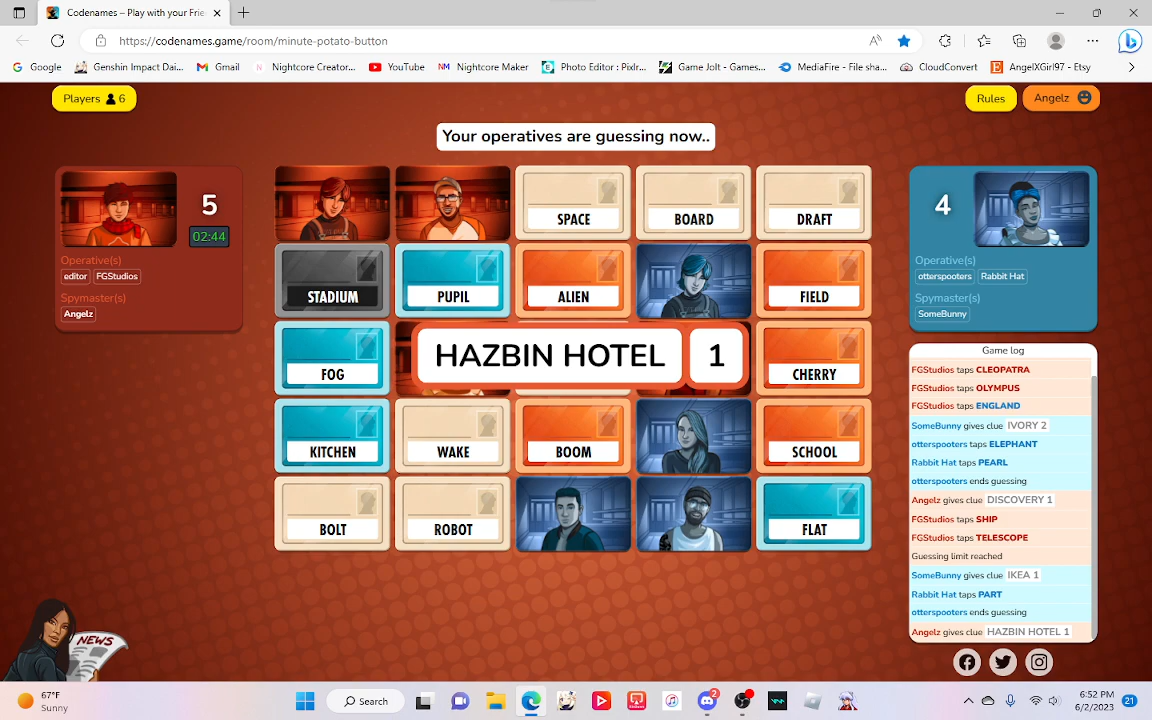 Codenames – Play with your Frie
https://codenames.game/room/minute-potato-button
Google
Genshin Impact Dai...
Gmail
Nightcore Creator...
YouTube
NM Nightcore Maker
Photo Editor : Pixlr...
Game Jolt - Games...
MediaFire - File sha...
CloudConvert
AngelXGirl97 - Etsy
Players 6
Rules
Angelz
Your operatives are guessing now..
5
02:44
Operative(s)
editor FGStudios
Spymaster(s)
Angelz
4
Operative(s)
otterspooters Rabbit Hat
Spymaster(s)
SomeBunny
SPACE BOARD DRAFT
STADIUM PUPIL ALIEN FIELD
FOG HAZBIN HOTEL 1 CHERRY
KITCHEN WAKE BOOM SCHOOL
BOLT ROBOT FLAT
Game log
FGStudios taps CLEOPATRA
FGStudios taps OLYMPUS
FGStudios taps ENGLAND
SomeBunny gives clue IVORY 2
otterspooters taps ELEPHANT
Rabbit Hat taps PEARL
otterspooters ends guessing
Angelz gives clue DISCOVERY 1
FGStudios taps SHIP
FGStudios taps TELESCOPE
Guessing limit reached
SomeBunny gives clue IKEA 1
Rabbit Hat taps PART
otterspooters ends guessing
Angelz gives clue HAZBIN HOTEL 1
NEWS
67°F
Sunny
Search
2
6:52 PM
6/2/2023
21